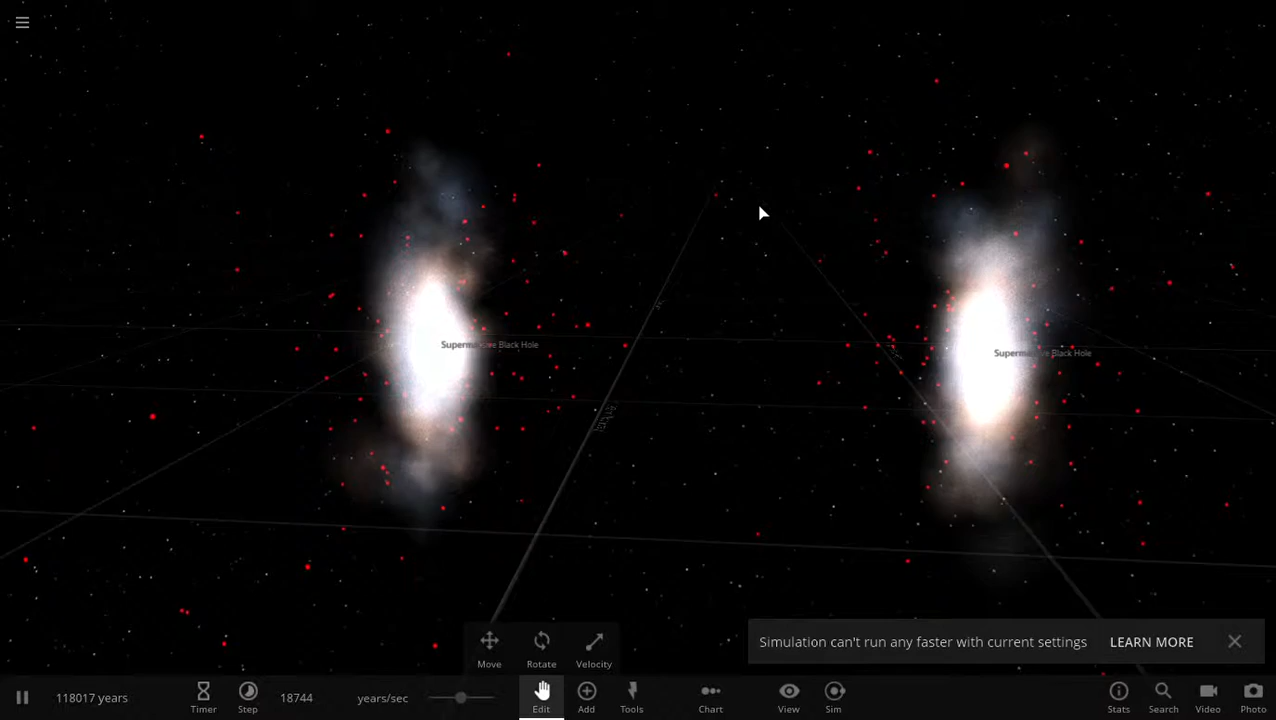 Supermassive Black Hole
Supermassive Black Hole
Move
Rotate
Velocity
Simulation can't run any faster with current settings LEARN MORE
118017 years
Timer
Step
18744 years/sec
Edit
Add
Tools
Chart
View
Sim
Stats
Search
Video
Photo